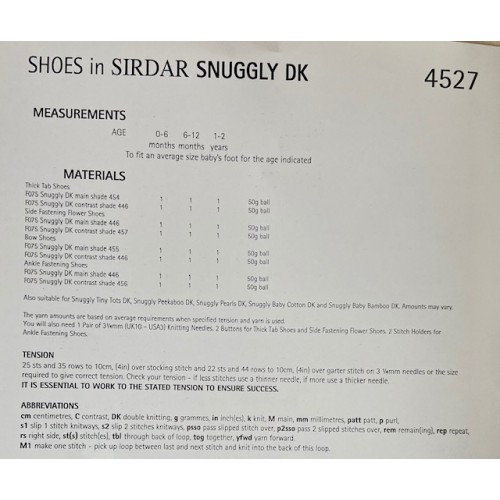 SHOES in SIRDAR SNUGGLY DK 4527
MEASUREMENTS
AGE 0-6 6-12 1-2
months months years
To fit an average size baby's foot for the age indicated
MATERIALS
Thick Tab Shoes
F075 Snuggly DK main shade 454 1 1 1 50g ball
F075 Snuggly DK contrast shade 446 1 1 1 50g ball
Side Fastening Flower Shoes
F075 Snuggly DK main shade 446 1 1 1 50g ball
F075 Snuggly DK contrast shade 457 1 1 1 50g ball
Bow Shoes
F075 Snuggly DK main shade 455 1 1 1 50g ball
F075 Snuggly DK contrast shade 446 1 1 1 50g ball
Ankle Fastening Shoes
F075 Snuggly DK main shade 446 1 1 1 50g ball
F075 Snuggly DK contrast shade 456 1 1 1 50g ball
Also suitable for Snuggly Tiny Tots DK, Snuggly Peekaboo DK, Snuggly Pearls DK, Snuggly Baby Cotton DK and Snuggly Baby Bamboo DK. Amounts may vary.
The yarn amounts are based on average requirements when specified tension and yarn is used.
You will also need 1 Pair of 3¼mm (UK10 - USA3) Knitting Needles. 2 Buttons for Thick Tab Shoes and Side Fastening Flower Shoes. 2 Stitch Holders for
Ankle Fastening Shoes.
TENSION
25 sts and 35 rows to 10cm, (4in) over stocking stitch and 22 sts and 44 rows to 10cm, (4in) over garter stitch on 3 ¼mm needles or the size
required to give correct tension. Check your tension - if less stitches use a thinner needle, if more use a thicker needle.
IT IS ESSENTIAL TO WORK TO THE STATED TENSION TO ENSURE SUCCESS.
ABBREVIATIONS
cm centimetres, C contrast, DK double knitting, g grammes, in inch(es), k knit, M main, mm millimetres, patt patt, p purl,
s1 slip 1 stitch knitways, s2 slip 2 stitches knitways, psso pass slipped stitch over, p2sso pass 2 slipped stitches over, rem remain(ing), rep repeat,
rs right side, st(s) stitch(es), tbl through back of loop, tog together, yfwd yarn forward.
M1 make one stitch - pick up loop between last and next stitch and knit into the back of this loop.